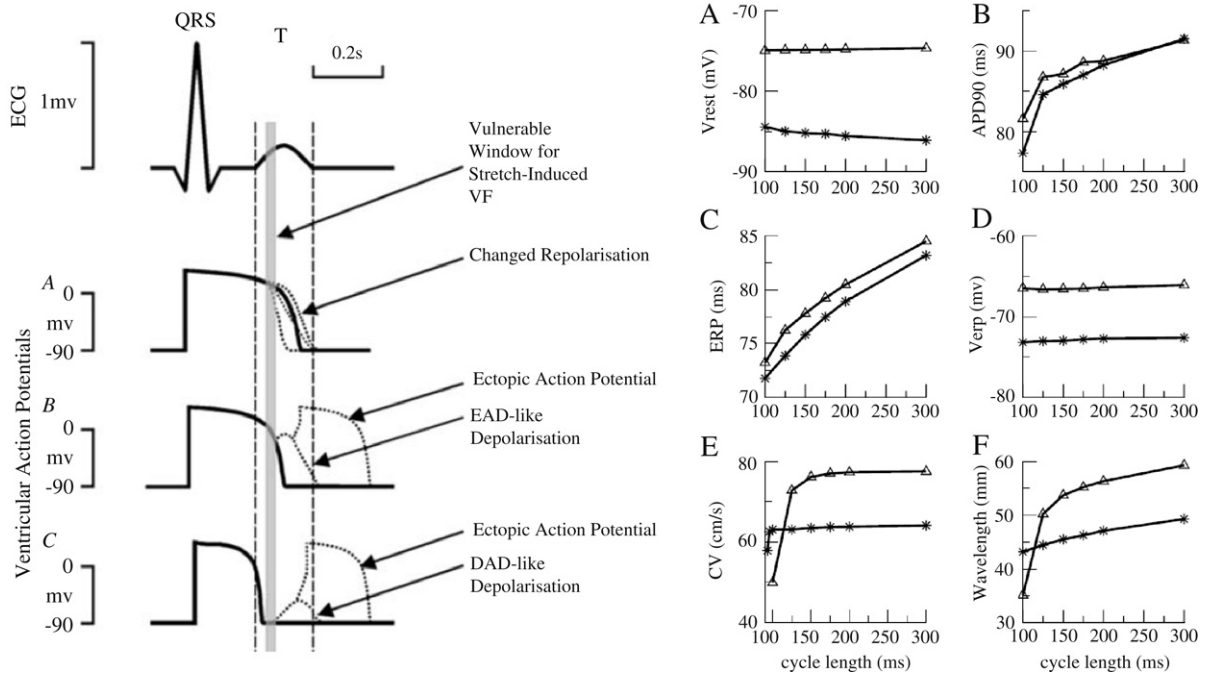 QRS
T
0.2s
ECG
1mv
Vulnerable
Window for
Stretch-Induced
VF
Changed Repolarisation
Ventricular Action Potentials
A
0
mv
-90
B
0
mv
-90
Ectopic Action Potential
EAD-like
Depolarisation
C
0
mv
-90
Ectopic Action Potential
DAD-like
Depolarisation
A
-70
-75
-80
-85
-90
Vrest (mV)
100 150 200 250 300
B
90
80
APD90 (ms)
100 150 200 250 300
C
85
80
75
70
ERP (ms)
100 150 200 250 300
D
-60
-70
-80
Verp (mv)
100 150 200 250 300
E
80
60
40
CV (cm/s)
100 150 200 250 300
cycle length (ms)
F
60
50
40
30
Wavelength (mm)
100 150 200 250 300
cycle length (ms)